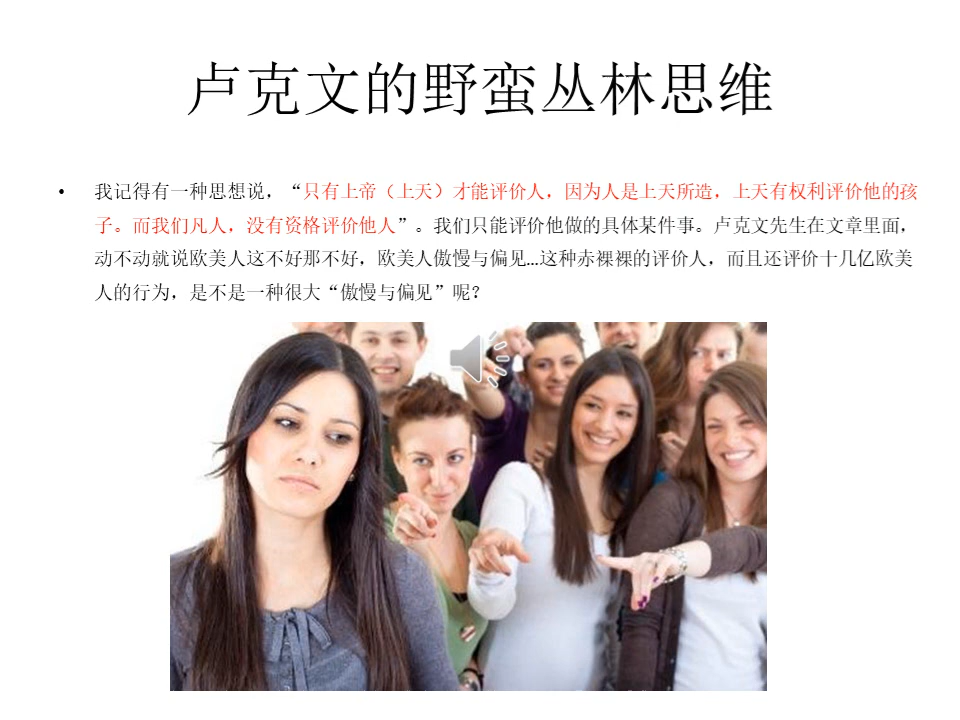 卢克文的野蛮丛林思维
• 我记得有一种思想说，“只有上帝（上天）才能评价人，因为人是上天所造，上天有权利评价他的孩
子。而我们凡人，没有资格评价他人”。我们只能评价他做的具体某件事。卢克文先生在文章里面，
动不动就说欧美人这不好那不好，欧美人傲慢与偏见…这种赤裸裸的评价人，而且还评价十几亿欧美
人的行为，是不是一种很大“傲慢与偏见”呢？